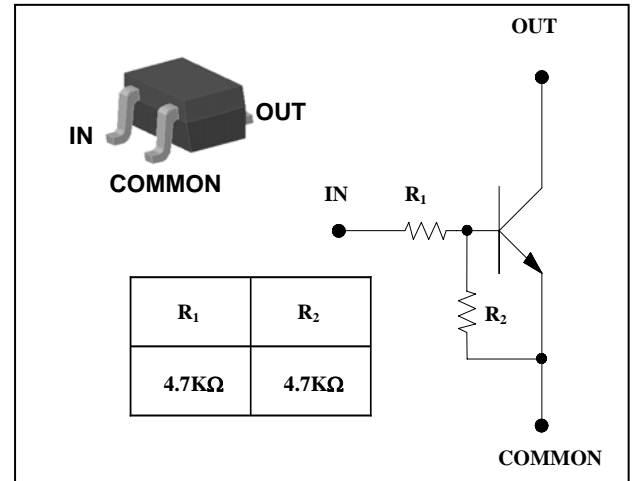 OUT
OUT
IN
COMMON
IN R₁
R₁ R₂
R₂
4.7KΩ 4.7KΩ
COMMON